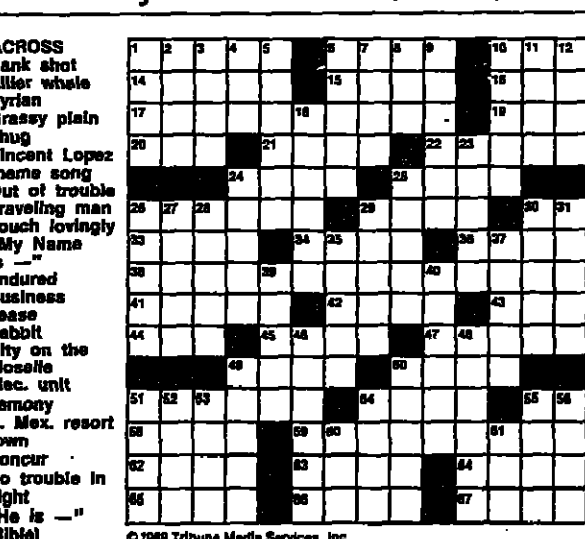 ACROSS
ank shot
iller whale
yrian
rassy plain
hug
incent Lopez
heme song
ut of trouble
raveling man
ouch lovingly
My Name
s —"
ndured
usiness
ease
abbit
ity on the
oselle
lec. unit
emony
. Mex. resort
own
oncur
o trouble in
ight
He is —"
Bible)
1 2 3 4 5 6 7 8 9 10 11 12
14 15 16
17 18 19
20 21 22 23
24 25
26 27 28 29 30 31
33 34 35 36 37
38 39 40
41 42 43
44 45 46 47 48
49 50
51 52 53 54 55 56
58 59 60 61
62 63 64
65 66 67
© 1989 Tribune Media Services, Inc.